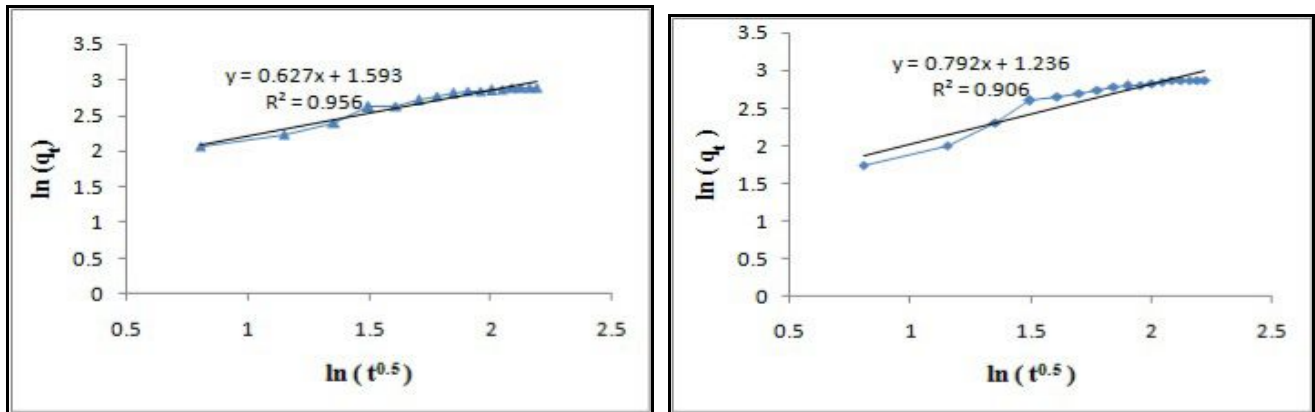 3.5
3
2.5
2
1.5
1
0.5
0
y = 0.627x + 1.593
R² = 0.956
ln (qₜ)
0.5 1 1.5 2 2.5
ln ( t⁰·⁵ )
3.5
3
2.5
2
1.5
1
0.5
0
y = 0.792x + 1.236
R² = 0.906
ln ( qₜ )
0.5 1 1.5 2 2.5
ln ( t⁰·⁵ )